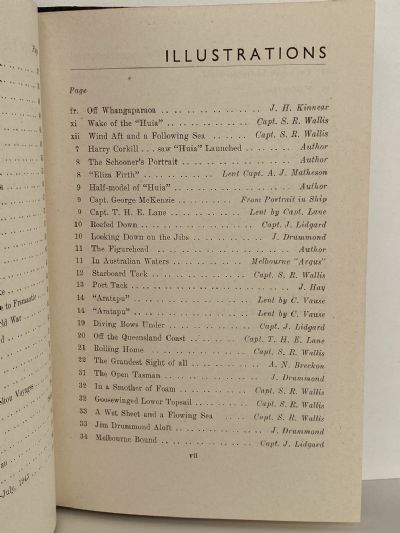 ILLUSTRATIONS
Page
fr. Off Whangaparaoa .......... J. H. Kinnear
xi Wake of the "Huia" .......... Capt. S. R. Wallis
xii Wind Aft and a Following Sea .......... Capt. S. R. Wallis
7 Harry Corkill . . . saw "Huia" Launched .......... Author
8 The Schooner's Portrait .......... Author
8 "Eliza Firth" .......... Lent Capt. A. J. Matheson
9 Half-model of "Huia" .......... Author
9 Capt. George McKenzie .......... From Portrait in Ship
9 Capt. T. H. E. Lane .......... Lent by Capt. Lane
10 Reefed Down .......... Capt. J. Lidgard
10 Looking Down on the Jibs .......... J. Drummond
11 The Figurehead .......... Author
11 In Australian Waters .......... Melbourne "Argus"
12 Starboard Tack .......... Capt. S. R. Wallis
13 Port Tack .......... J. Hay
14 "Aratapu" .......... Lent by C. Vause
14 "Aratapu" .......... Lent by C. Vause
19 Diving Bows Under .......... Capt. J. Lidgard
20 Off the Queensland Coast .......... Capt. T. H. E. Lane
21 Rolling Home .......... Capt. S. R. Wallis
22 The Grandest Sight of all .......... A. N. Breckon
31 The Open Tasman .......... J. Drummond
32 In a Smother of Foam .......... Capt. S. R. Wallis
32 Goosewinged Lower Topsail .......... Capt. S. R. Wallis
33 A Wet Sheet and a Flowing Sea .......... Capt. S. R. Wallis
33 Jim Drummond Aloft .......... J. Drummond
34 Melbourne Bound .......... Capt. J. Lidgard
vii
to Fremantle
War
Voyages
July, 1943